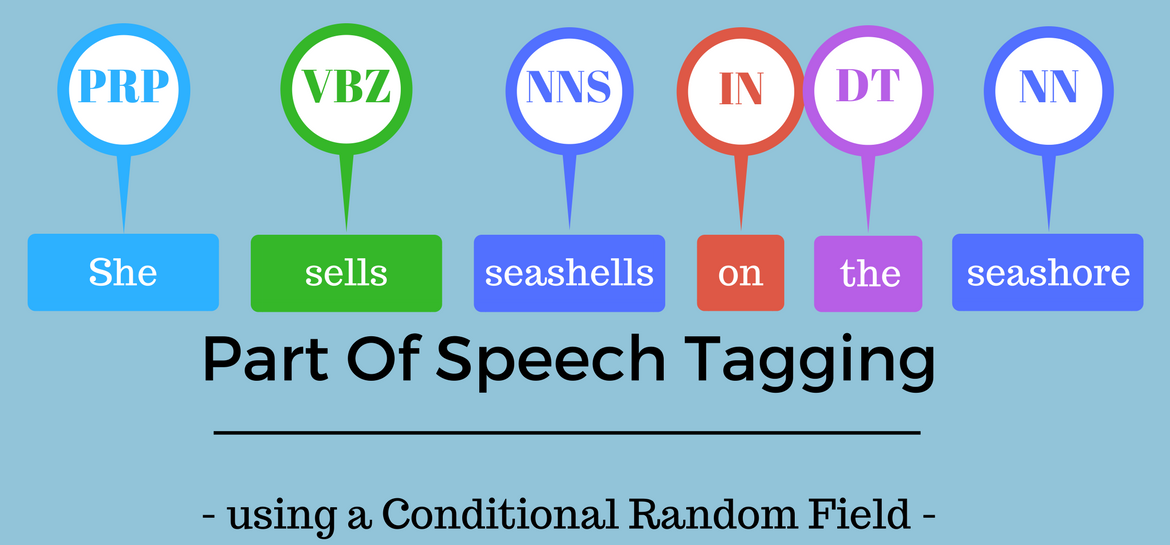 PRP VBZ NNS IN DT NN
She sells seashells on the seashore
Part Of Speech Tagging
- using a Conditional Random Field -